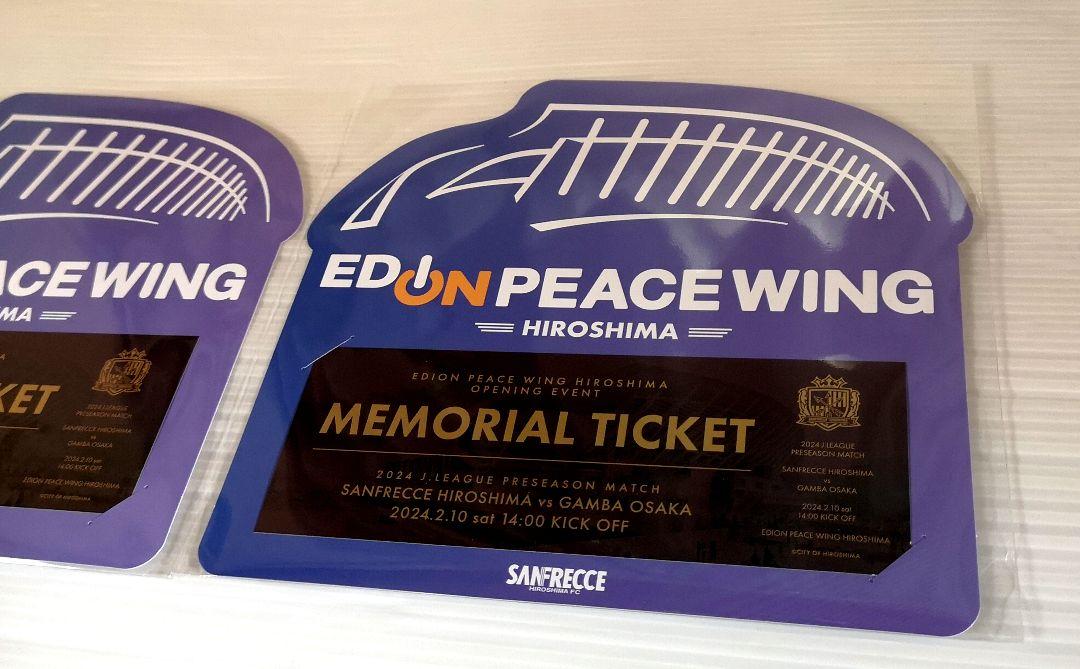 ACE WING
MA
KET
2024 J.LEAGUE
PRESEASON MATCH
SANFRECCE HIROSHIMA
vs
GAMBA OSAKA
2024.2.10 sat
14:00 KICK OFF
EDION PEACE WING HIROSHIMA
©CITY OF HIROSHIMA
EDION PEACE WING
HIROSHIMA
EDION PEACE WING HIROSHIMA
OPENING EVENT
MEMORIAL TICKET
2024 J.LEAGUE PRESEASON MATCH
SANFRECCE HIROSHIMA vs GAMBA OSAKA
2024.2.10 sat 14:00 KICK OFF
2024 J.LEAGUE
PRESEASON MATCH
SANFRECCE HIROSHIMA
vs
GAMBA OSAKA
2024.2.10 sat
14:00 KICK OFF
EDION PEACE WING HIROSHIMA
©CITY OF HIROSHIMA
SANFRECCE
HIROSHIMA FC